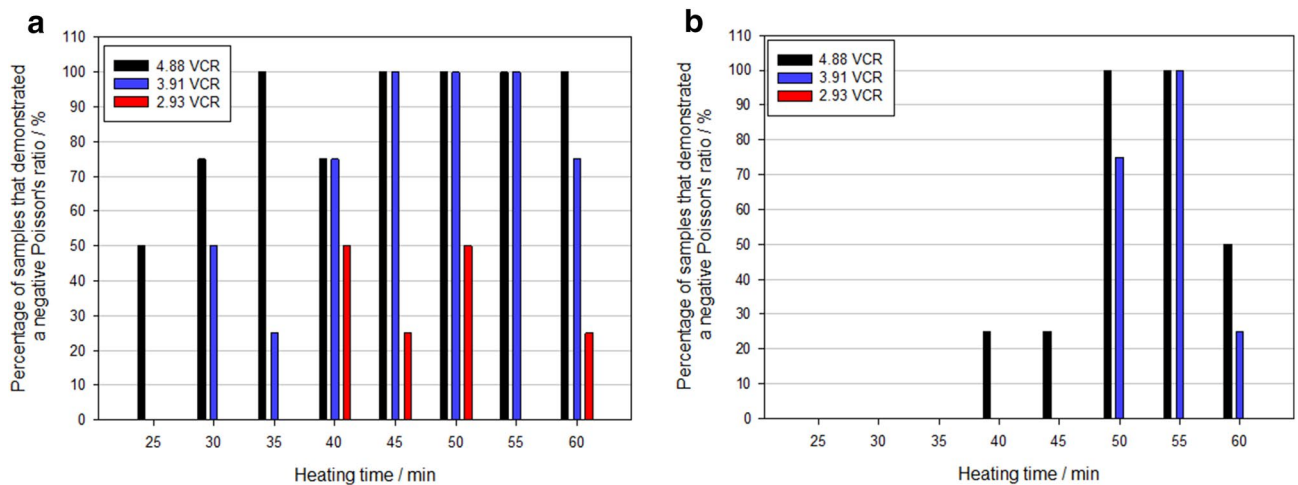 a
Percentage of samples that demonstrated
a negative Poisson's ratio / %
110
100
90
80
70
60
50
40
30
20
10
0
4.88 VCR
3.91 VCR
2.93 VCR
25 30 35 40 45 50 55 60
Heating time / min
b
Percentage of samples that demonstrated
a negative Poisson's ratio / %
110
100
90
80
70
60
50
40
30
20
10
0
4.88 VCR
3.91 VCR
2.93 VCR
25 30 35 40 45 50 55 60
Heating time / min